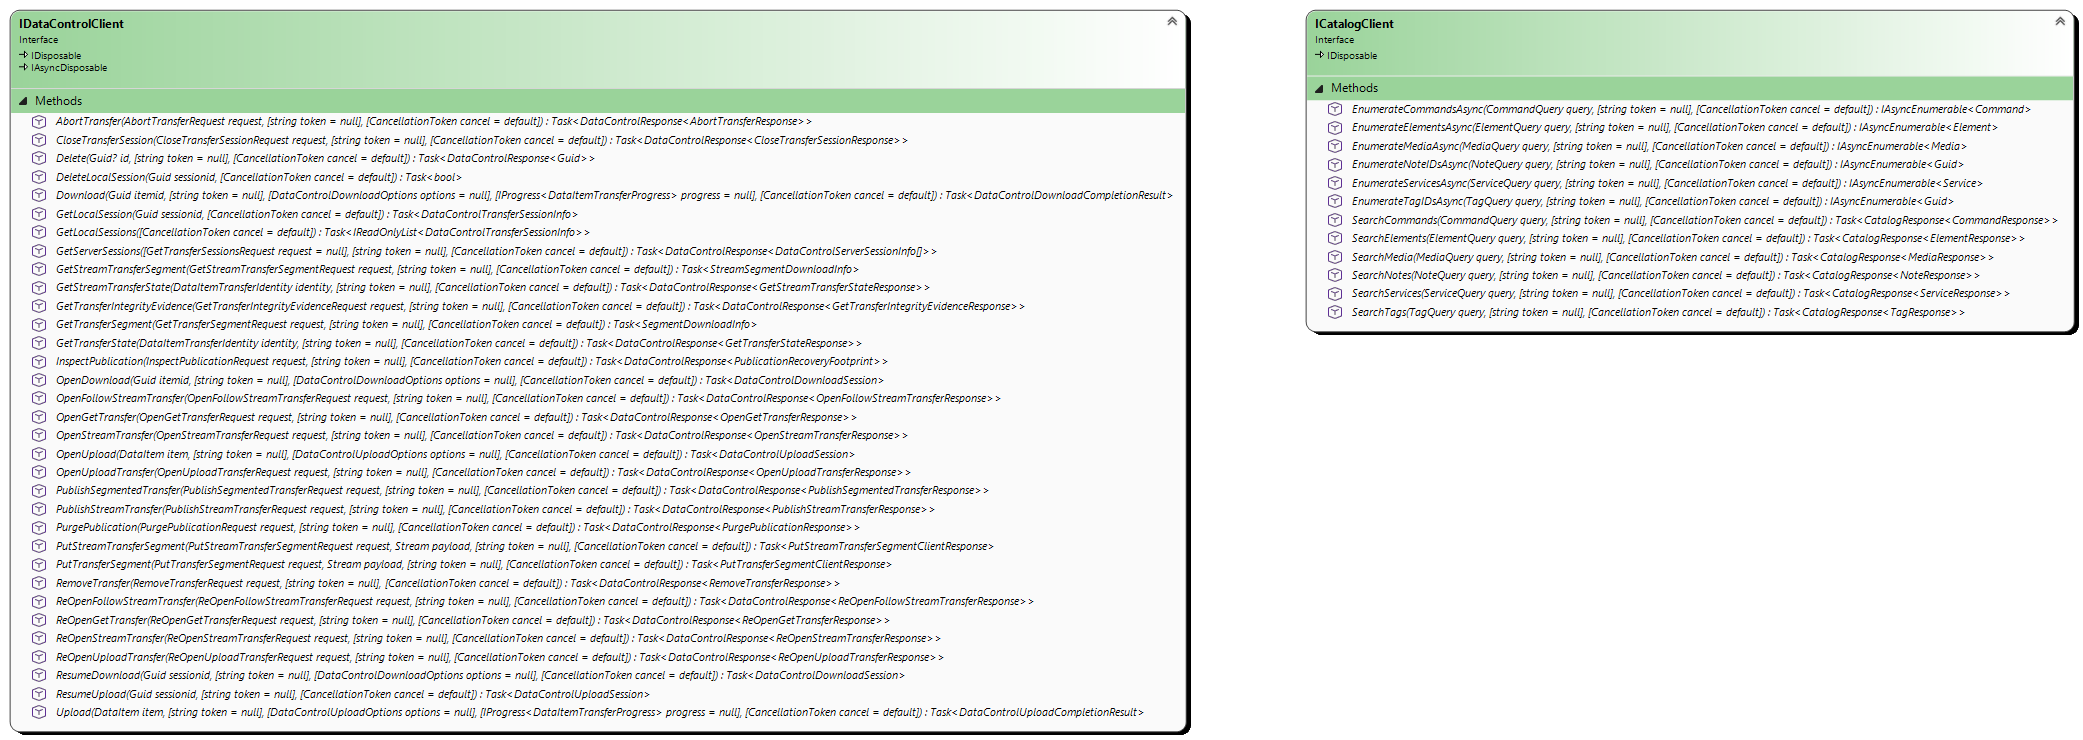 IDataControlClient
Interface
IDisposable
IAsyncDisposable
Methods
AbortTransfer(AbortTransferRequest request, [string token = null], [CancellationToken cancel = default]) : Task<DataControlResponse<AbortTransferResponse>>
CloseTransferSession(CloseTransferSessionRequest request, [string token = null], [CancellationToken cancel = default]) : Task<DataControlResponse<CloseTransferSessionResponse>>
Delete(Guid? id, [string token = null], [CancellationToken cancel = default]) : Task<DataControlResponse<Guid>>
DeleteLocalSession(Guid sessionid, [CancellationToken cancel = default]) : Task<bool>
Download(Guid itemid, [string token = null], [DataControlDownloadOptions options = null], [IProgress<DataItemTransferProgress> progress = null], [CancellationToken cancel = default]) : Task<DataControlDownloadCompletionResult>
GetLocalSession(Guid sessionid, [CancellationToken cancel = default]) : Task<DataControlTransferSessionInfo>
GetLocalSessions([CancellationToken cancel = default]) : Task<IReadOnlyList<DataControlTransferSessionInfo>>
GetServerSessions([GetTransferSessionsRequest request = null], [string token = null], [CancellationToken cancel = default]) : Task<DataControlResponse<DataControlServerSessionInfo[]>>
GetStreamTransferSegment(GetStreamTransferSegmentRequest request, [string token = null], [CancellationToken cancel = default]) : Task<StreamSegmentDownloadInfo>
GetStreamTransferState(DataItemTransferIdentity identity, [string token = null], [CancellationToken cancel = default]) : Task<DataControlResponse<GetStreamTransferStateResponse>>
GetTransferIntegrityEvidence(GetTransferIntegrityEvidenceRequest request, [string token = null], [CancellationToken cancel = default]) : Task<DataControlResponse<GetTransferIntegrityEvidenceResponse>>
GetTransferSegment(GetTransferSegmentRequest request, [string token = null], [CancellationToken cancel = default]) : Task<SegmentDownloadInfo>
GetTransferState(DataItemTransferIdentity identity, [string token = null], [CancellationToken cancel = default]) : Task<DataControlResponse<GetTransferStateResponse>>
InspectPublication(InspectPublicationRequest request, [string token = null], [CancellationToken cancel = default]) : Task<DataControlResponse<PublicationRecoveryFootprint>>
OpenDownload(Guid itemid, [string token = null], [DataControlDownloadOptions options = null], [CancellationToken cancel = default]) : Task<DataControlDownloadSession>
OpenFollowStreamTransfer(OpenFollowStreamTransferRequest request, [string token = null], [CancellationToken cancel = default]) : Task<DataControlResponse<OpenFollowStreamTransferResponse>>
OpenGetTransfer(OpenGetTransferRequest request, [string token = null], [CancellationToken cancel = default]) : Task<DataControlResponse<OpenGetTransferResponse>>
OpenStreamTransfer(OpenStreamTransferRequest request, [string token = null], [CancellationToken cancel = default]) : Task<DataControlResponse<OpenStreamTransferResponse>>
OpenUpload(DataItem item, [string token = null], [DataControlUploadOptions options = null], [CancellationToken cancel = default]) : Task<DataControlUploadSession>
OpenUploadTransfer(OpenUploadTransferRequest request, [string token = null], [CancellationToken cancel = default]) : Task<DataControlResponse<OpenUploadTransferResponse>>
PublishSegmentedTransfer(PublishSegmentedTransferRequest request, [string token = null], [CancellationToken cancel = default]) : Task<DataControlResponse<PublishSegmentedTransferResponse>>
PublishStreamTransfer(PublishStreamTransferRequest request, [string token = null], [CancellationToken cancel = default]) : Task<DataControlResponse<PublishStreamTransferResponse>>
PurgePublication(PurgePublicationRequest request, [string token = null], [CancellationToken cancel = default]) : Task<DataControlResponse<PurgePublicationResponse>>
PutStreamTransferSegment(PutStreamTransferSegmentRequest request, Stream payload, [string token = null], [CancellationToken cancel = default]) : Task<PutStreamTransferSegmentClientResponse>
PutTransferSegment(PutTransferSegmentRequest request, Stream payload, [string token = null], [CancellationToken cancel = default]) : Task<PutTransferSegmentClientResponse>
RemoveTransfer(RemoveTransferRequest request, [string token = null], [CancellationToken cancel = default]) : Task<DataControlResponse<RemoveTransferResponse>>
ReOpenFollowStreamTransfer(ReOpenFollowStreamTransferRequest request, [string token = null], [CancellationToken cancel = default]) : Task<DataControlResponse<ReOpenFollowStreamTransferResponse>>
ReOpenGetTransfer(ReOpenGetTransferRequest request, [string token = null], [CancellationToken cancel = default]) : Task<DataControlResponse<ReOpenGetTransferResponse>>
ReOpenStreamTransfer(ReOpenStreamTransferRequest request, [string token = null], [CancellationToken cancel = default]) : Task<DataControlResponse<ReOpenStreamTransferResponse>>
ReOpenUploadTransfer(ReOpenUploadTransferRequest request, [string token = null], [CancellationToken cancel = default]) : Task<DataControlResponse<ReOpenUploadTransferResponse>>
ResumeDownload(Guid sessionid, [string token = null], [DataControlDownloadOptions options = null], [CancellationToken cancel = default]) : Task<DataControlDownloadSession>
ResumeUpload(Guid sessionid, [string token = null], [CancellationToken cancel = default]) : Task<DataControlUploadSession>
Upload(DataItem item, [string token = null], [DataControlUploadOptions options = null], [IProgress<DataItemTransferProgress> progress = null], [CancellationToken cancel = default]) : Task<DataControlUploadCompletionResult>
ICatalogClient
Interface
IDisposable
Methods
EnumerateCommandsAsync(CommandQuery query, [string token = null], [CancellationToken cancel = default]) : IAsyncEnumerable<Command>
EnumerateElementsAsync(ElementQuery query, [string token = null], [CancellationToken cancel = default]) : IAsyncEnumerable<Element>
EnumerateMediaAsync(MediaQuery query, [string token = null], [CancellationToken cancel = default]) : IAsyncEnumerable<Media>
EnumerateNoteIDsAsync(NoteQuery query, [string token = null], [CancellationToken cancel = default]) : IAsyncEnumerable<Guid>
EnumerateServicesAsync(ServiceQuery query, [string token = null], [CancellationToken cancel = default]) : IAsyncEnumerable<Service>
EnumerateTagIDsAsync(TagQuery query, [string token = null], [CancellationToken cancel = default]) : IAsyncEnumerable<Guid>
SearchCommands(CommandQuery query, [string token = null], [CancellationToken cancel = default]) : Task<CatalogResponse<CommandResponse>>
SearchElements(ElementQuery query, [string token = null], [CancellationToken cancel = default]) : Task<CatalogResponse<ElementResponse>>
SearchMedia(MediaQuery query, [string token = null], [CancellationToken cancel = default]) : Task<CatalogResponse<MediaResponse>>
SearchNotes(NoteQuery query, [string token = null], [CancellationToken cancel = default]) : Task<CatalogResponse<NoteResponse>>
SearchServices(ServiceQuery query, [string token = null], [CancellationToken cancel = default]) : Task<CatalogResponse<ServiceResponse>>
SearchTags(TagQuery query, [string token = null], [CancellationToken cancel = default]) : Task<CatalogResponse<TagResponse>>